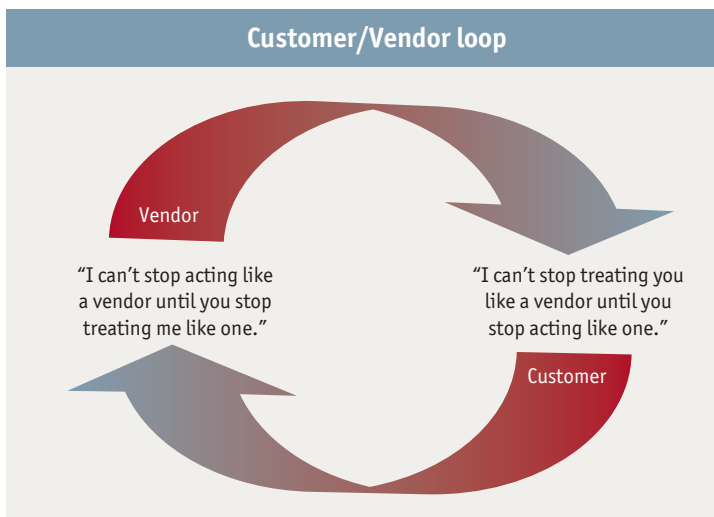 Customer/Vendor loop
Vendor
“I can’t stop acting like
a vendor until you stop
treating me like one.”
“I can’t stop treating you
like a vendor until you
stop acting like one.”
Customer